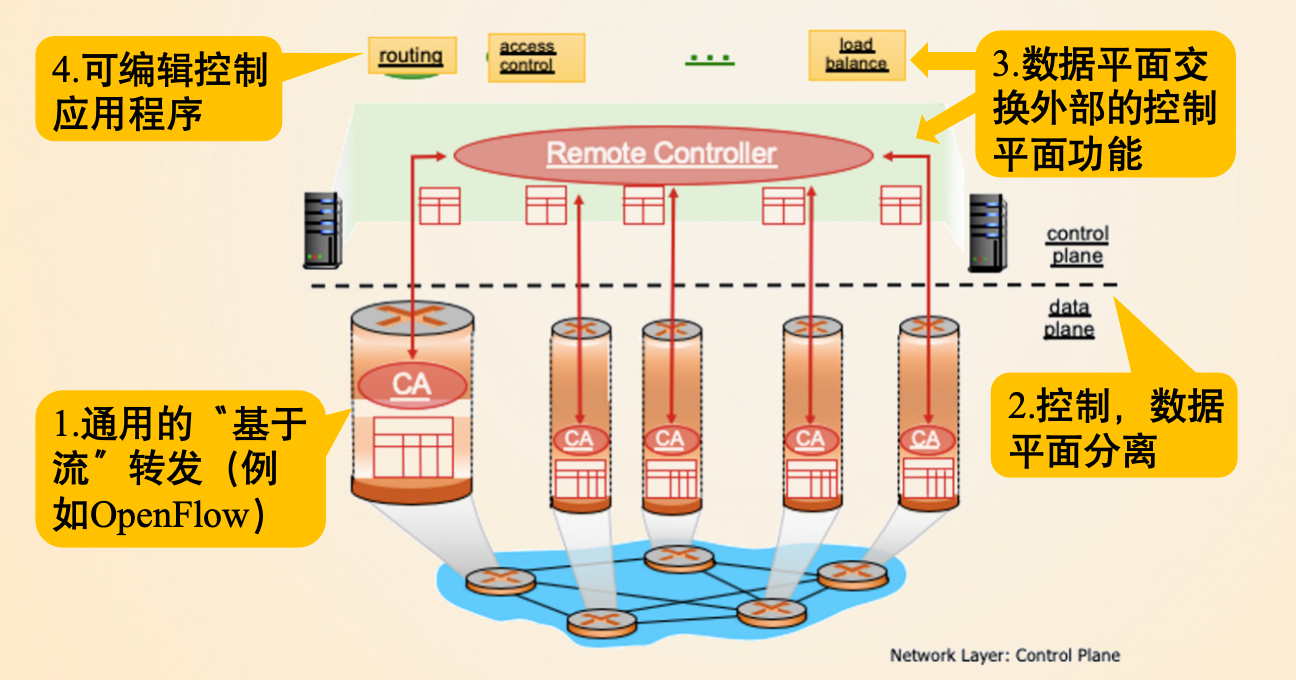 4.可编辑控制
应用程序
routing
access
control
...
load
balance
3.数据平面交
换外部的控制
平面功能
Remote Controller
control
plane
data
plane
CA
CA
CA
CA
CA
1.通用的〝基于
流〞转发（例
如OpenFlow）
2.控制，数据
平面分离
Network Layer: Control Plane